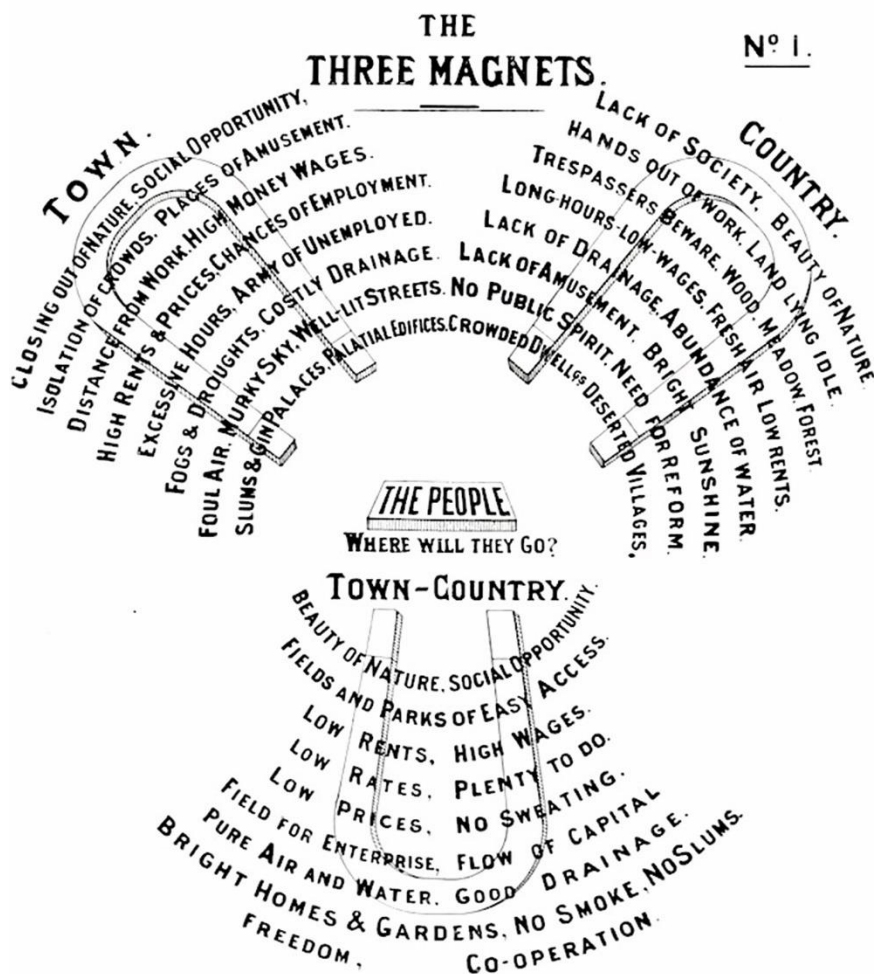 THE
THREE MAGNETS.
Nº 1.
TOWN.
CLOSING OUT OF NATURE. SOCIAL OPPORTUNITY.
ISOLATION OF CROWDS. PLACES OF AMUSEMENT.
DISTANCE FROM WORK. HIGH MONEY WAGES.
HIGH RENTS & PRICES. CHANCES OF EMPLOYMENT.
EXCESSIVE HOURS. ARMY OF UNEMPLOYED.
FOGS & DROUGHTS. COSTLY DRAINAGE.
FOUL AIR. MURKY SKY. WELL-LIT STREETS.
SLUMS & GIN PALACES. PALATIAL EDIFICES.
COUNTRY.
LACK OF SOCIETY. BEAUTY OF NATURE.
HANDS OUT OF WORK. LAND LYING IDLE.
TRESPASSERS BEWARE. WOOD, MEADOW, FOREST.
LONG-HOURS-LOW-WAGES. FRESH AIR LOW RENTS.
LACK OF DRAINAGE. ABUNDANCE OF WATER.
LACK OF AMUSEMENT. BRIGHT SUNSHINE.
NO PUBLIC SPIRIT. NEED FOR REFORM.
CROWDED DWELLGS DESERTED VILLAGES,
THE PEOPLE
WHERE WILL THEY GO?
TOWN-COUNTRY.
BEAUTY OF NATURE. SOCIAL OPPORTUNITY.
FIELDS AND PARKS OF EASY ACCESS.
LOW RENTS, HIGH WAGES.
LOW RATES, PLENTY TO DO.
LOW PRICES, NO SWEATING.
FIELD FOR ENTERPRISE, FLOW OF CAPITAL
PURE AIR AND WATER. GOOD DRAINAGE.
BRIGHT HOMES & GARDENS, NO SMOKE, NO SLUMS.
FREEDOM, CO-OPERATION.